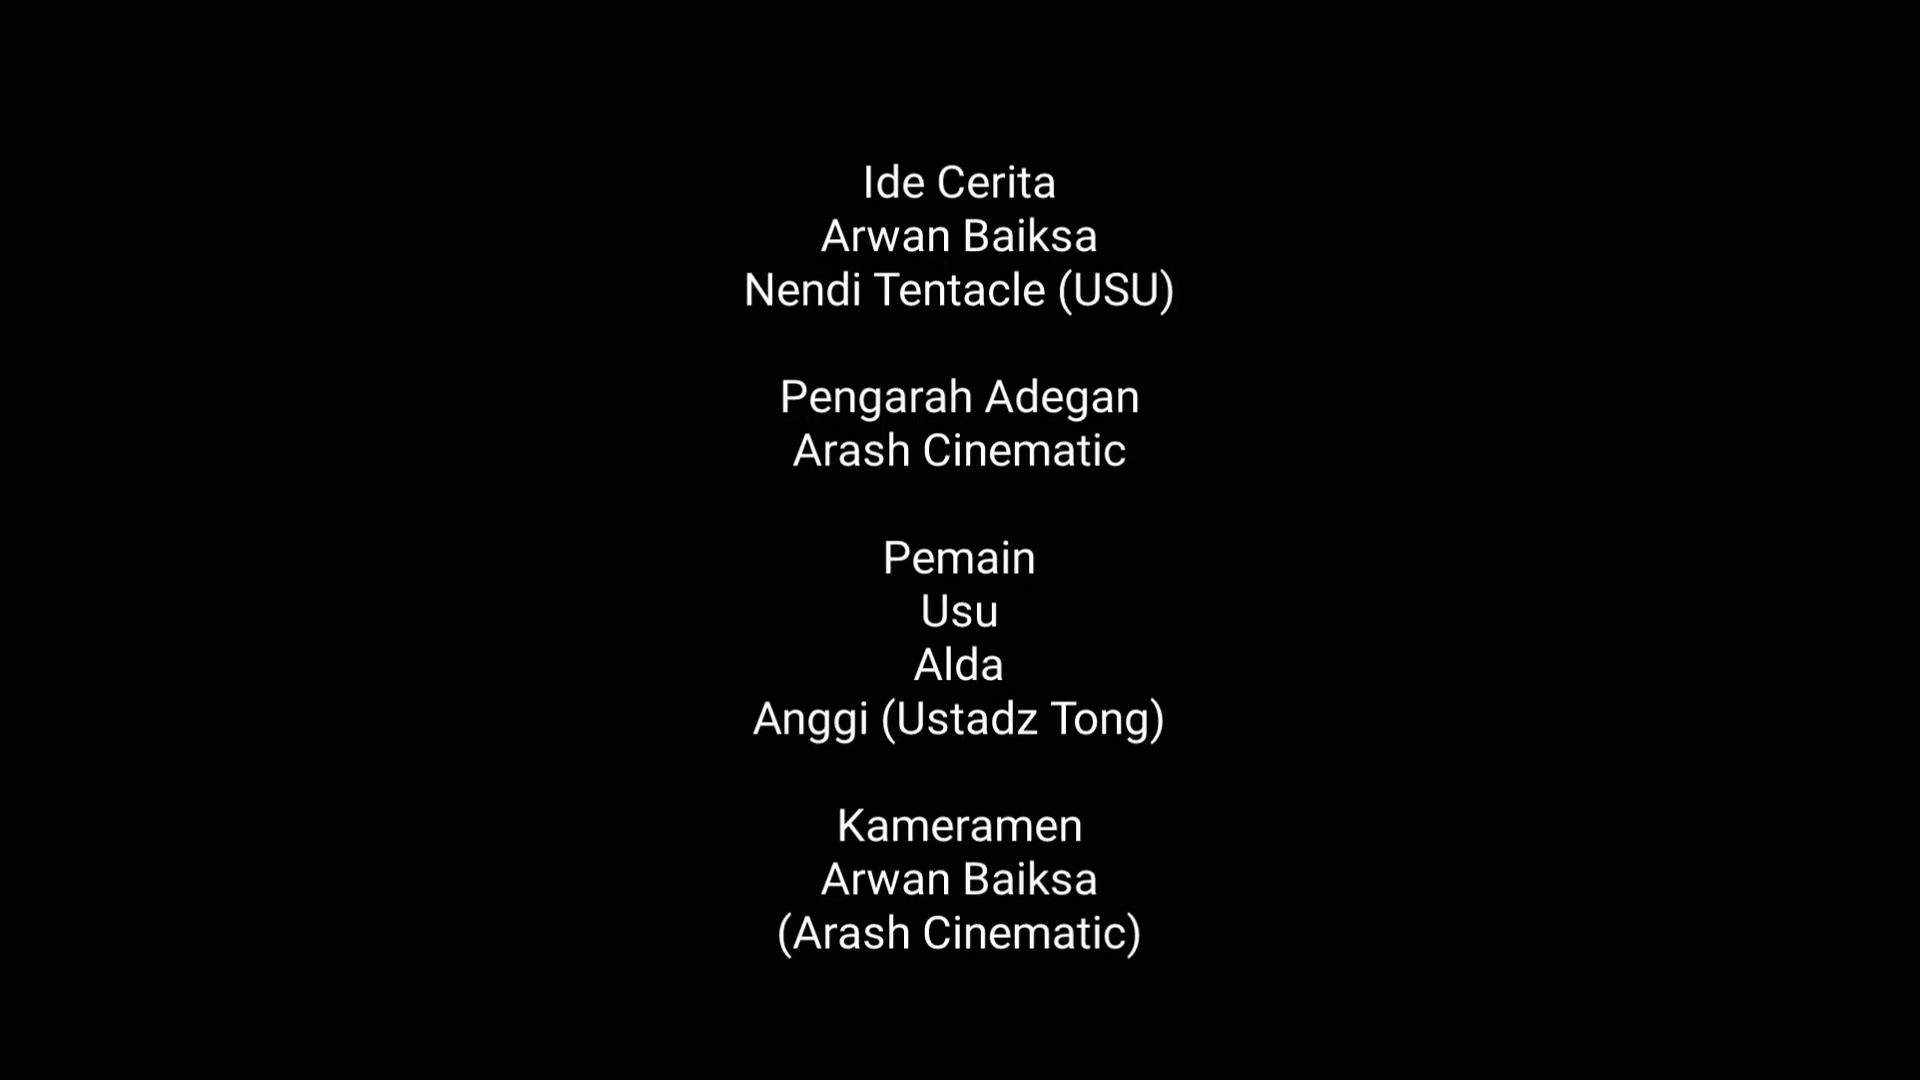 Ide Cerita
Arwan Baiksa
Nendi Tentacle (USU)
Pengarah Adegan
Arash Cinematic
Pemain
Usu
Alda
Anggi (Ustadz Tong)
Kameramen
Arwan Baiksa
(Arash Cinematic)